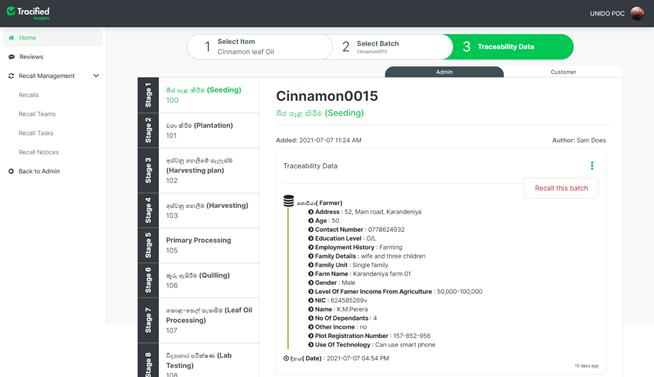 Tracified
Insights
UNIDO POC
Home
Reviews
Recall Management
Recalls
Recall Teams
Recall Tasks
Recall Notices
Back to Admin
1 Select Item
Cinnamon leaf Oil
2 Select Batch
Cinnamon0015
3 Traceability Data
Admin
Customer
Stage 1
බීජ පැළ කිරීම (Seeding)
100
Stage 2
වගා කිරීම (Plantation)
101
Stage 3
අස්වනු නෙලීමේ සැලැස්ම
(Harvesting plan)
102
Stage 4
අස්වනු නෙලීම (Harvesting)
103
Stage 5
Primary Processing
105
Stage 6
කුරු ඇසිරීම (Quilling)
106
Stage 7
(Leaf Oil
Processing)
107
Stage 8
විද්‍යාගාර පරීක්ෂණ (Lab
Testing)
108
Cinnamon0015
බීජ පැළ කිරීම (Seeding)
Added: 2021-07-07 11:24 AM
Author: Sam Does
Traceability Data
Recall this batch
ගොවියා( Farmer)
Address : 52, Main road, Karandeniya
Age : 50
Contact Number : 0778624932
Education Level : O/L
Employment History : Farming
Family Details : wife and three children
Family Unit : Single family
Farm Name : Karandeniya farm 01
Gender : Male
Level Of Famer Income From Agriculture : 50,000-100,000
NIC : 624585269v
Name : K.M.Perera
No Of Dependants : 4
Other Income : no
Plot Registration Number : 157-852-956
Use Of Technology : Can use smart phone
දිනය( Date) : 2021-07-07 04:54 PM
15 days ago